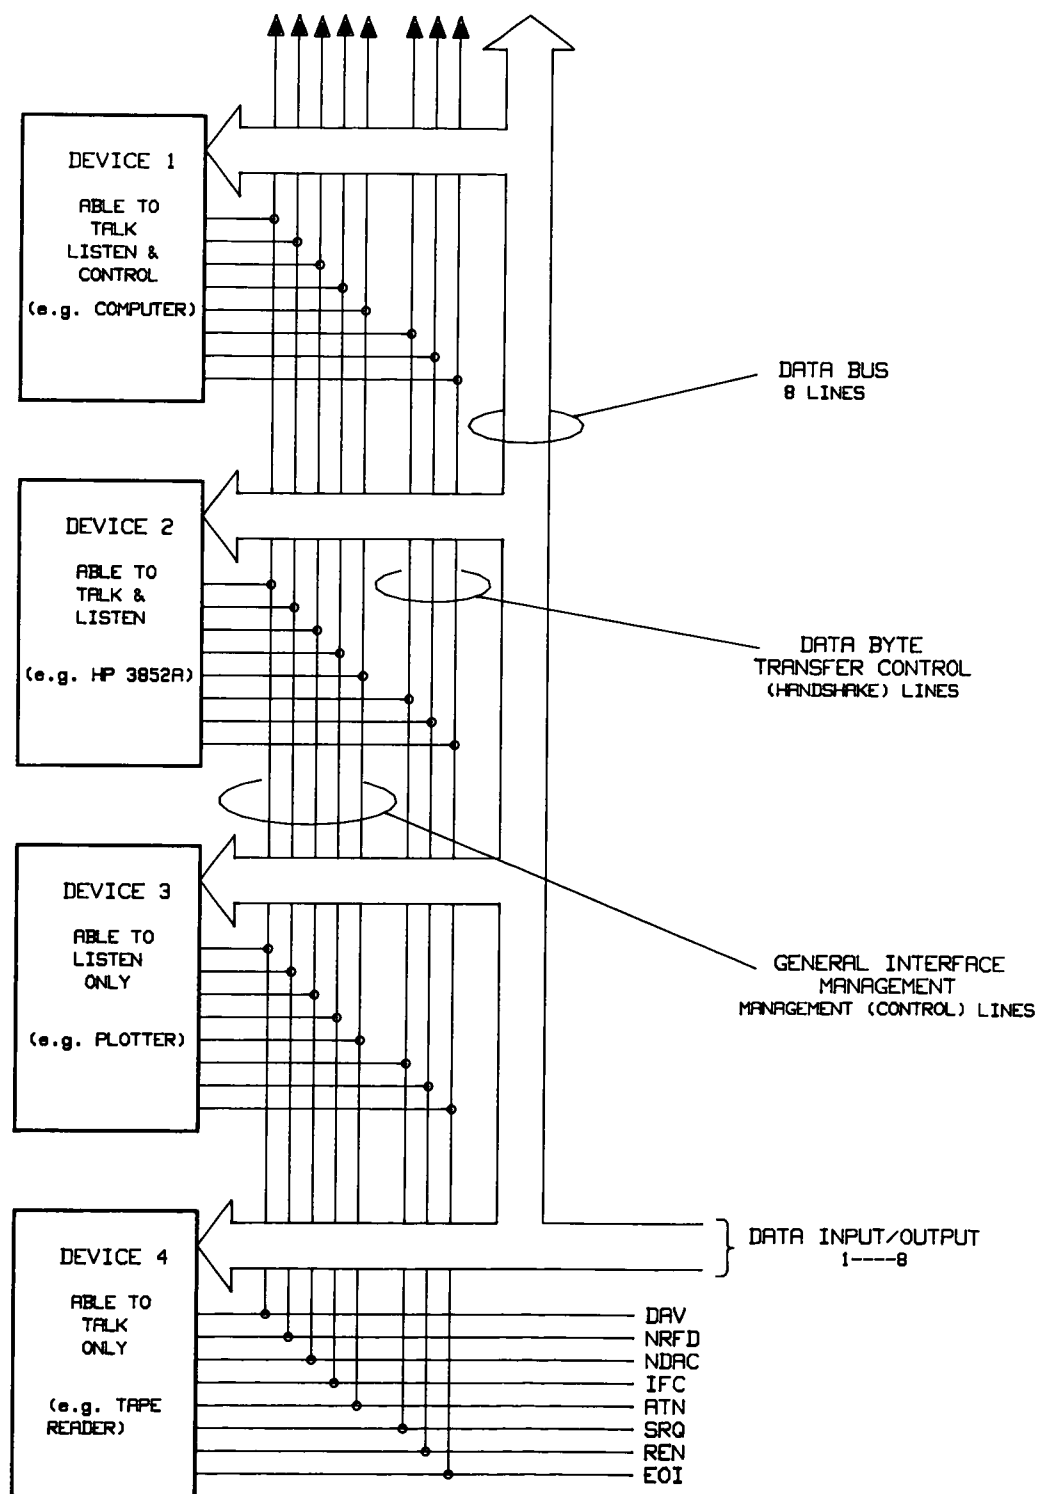 DEVICE 1
ABLE TO
TALK
LISTEN &
CONTROL
(e.g. COMPUTER)
DATA BUS
8 LINES
DEVICE 2
ABLE TO
TALK &
LISTEN
(e.g. HP 3852A)
DATA BYTE
TRANSFER CONTROL
(HANDSHAKE) LINES
DEVICE 3
ABLE TO
LISTEN
ONLY
(e.g. PLOTTER)
GENERAL INTERFACE
MANAGEMENT
MANAGEMENT (CONTROL) LINES
DEVICE 4
ABLE TO
TALK
ONLY
(e.g. TAPE
READER)
DATA INPUT/OUTPUT
1----8
DAV
NRFD
NDAC
IFC
ATN
SRQ
REN
EOI